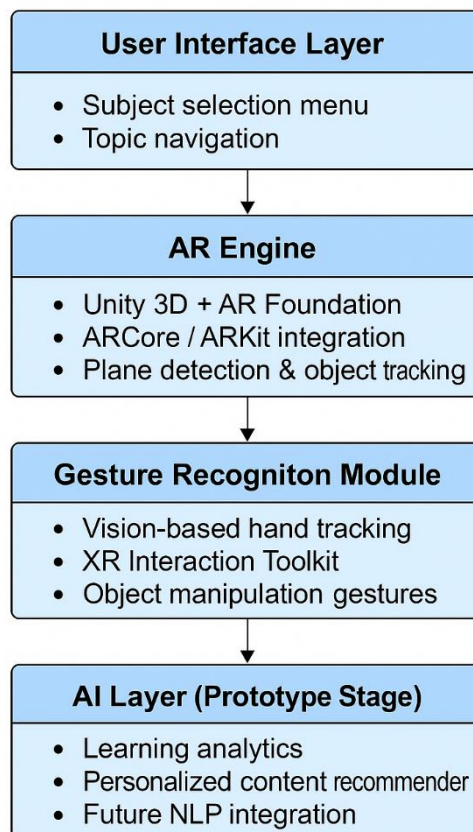 User Interface Layer
• Subject selection menu
• Topic navigation
AR Engine
• Unity 3D + AR Foundation
• ARCore / ARKit integration
• Plane detection & object tracking
Gesture Recogniton Module
• Vision-based hand tracking
• XR Interaction Toolkit
• Object manipulation gestures
AI Layer (Prototype Stage)
• Learning analytics
• Personalized content recommender
• Future NLP integration